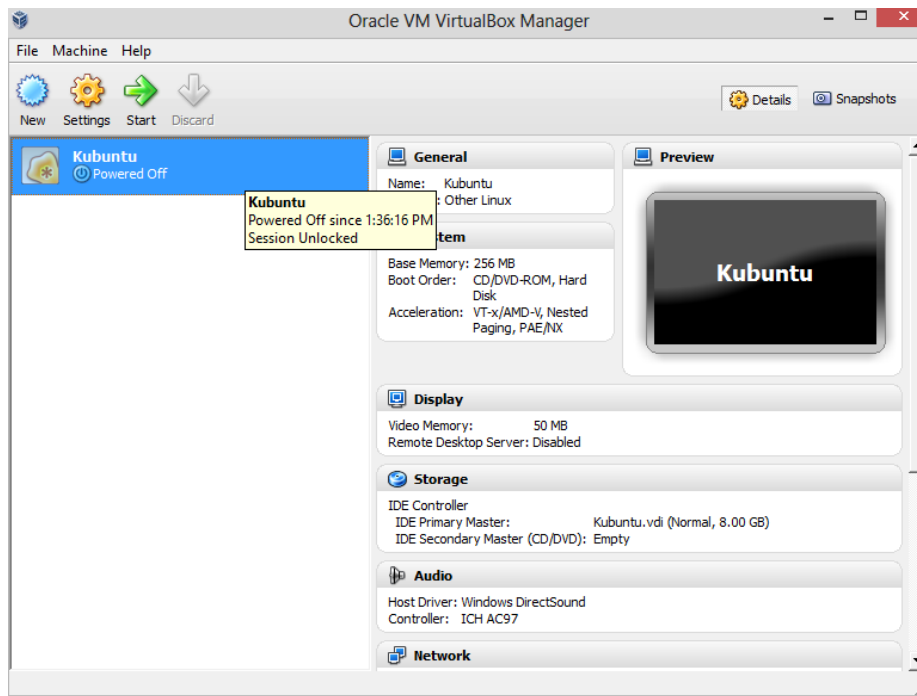 Oracle VM VirtualBox Manager
File Machine Help
New Settings Start Discard
Details Snapshots
Kubuntu
Powered Off
Kubuntu
Powered Off since 1:36:16 PM
Session Unlocked
General
Name: Kubuntu
: Other Linux
tem
Base Memory: 256 MB
Boot Order: CD/DVD-ROM, Hard
Disk
Acceleration: VT-x/AMD-V, Nested
Paging, PAE/NX
Preview
Kubuntu
Display
Video Memory: 50 MB
Remote Desktop Server: Disabled
Storage
IDE Controller
IDE Primary Master: Kubuntu.vdi (Normal, 8.00 GB)
IDE Secondary Master (CD/DVD): Empty
Audio
Host Driver: Windows DirectSound
Controller: ICH AC97
Network